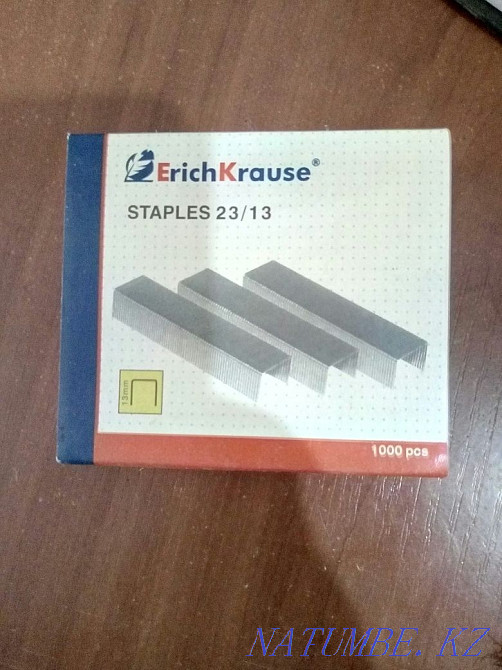 ErichKrause®
STAPLES 23/13
13mm
1000 pcs
NATUMBE.KZ